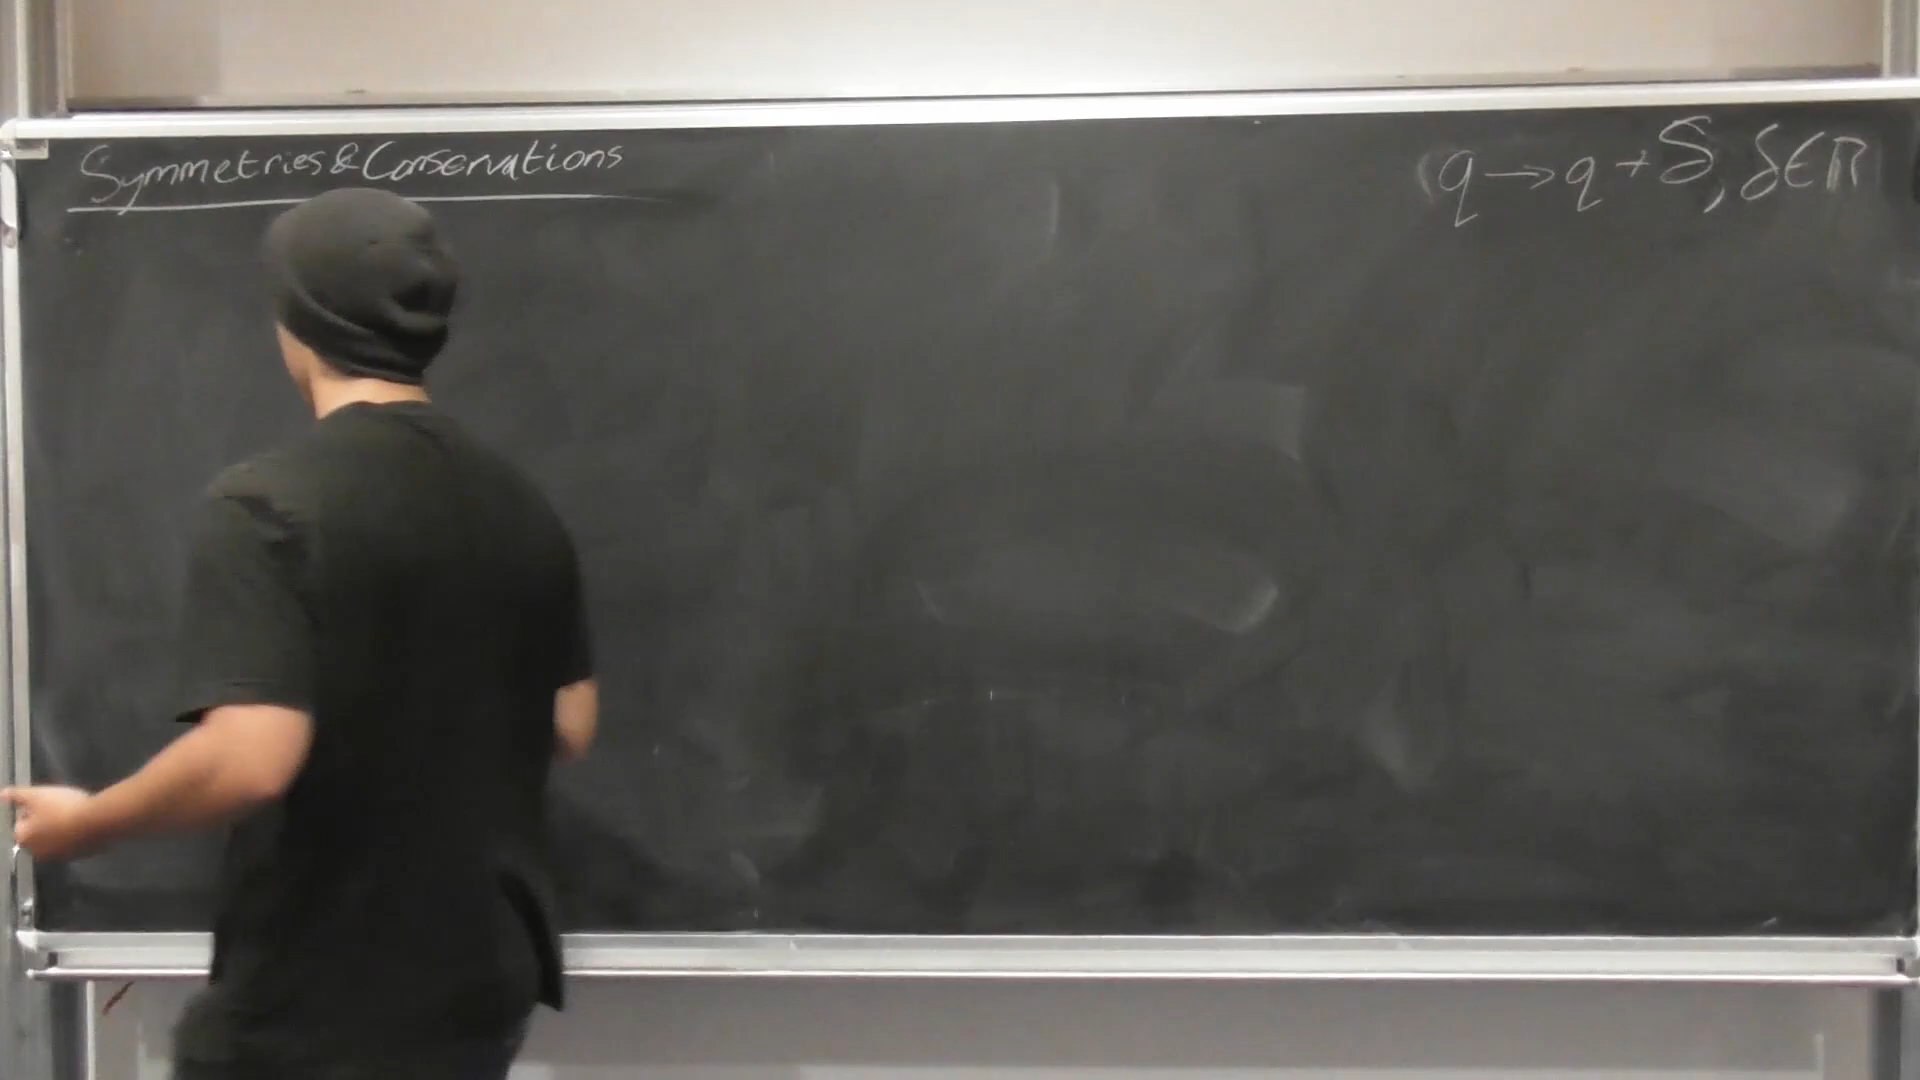 Symmetries & Conservations
q → q + δ, δ ∈ ℝ